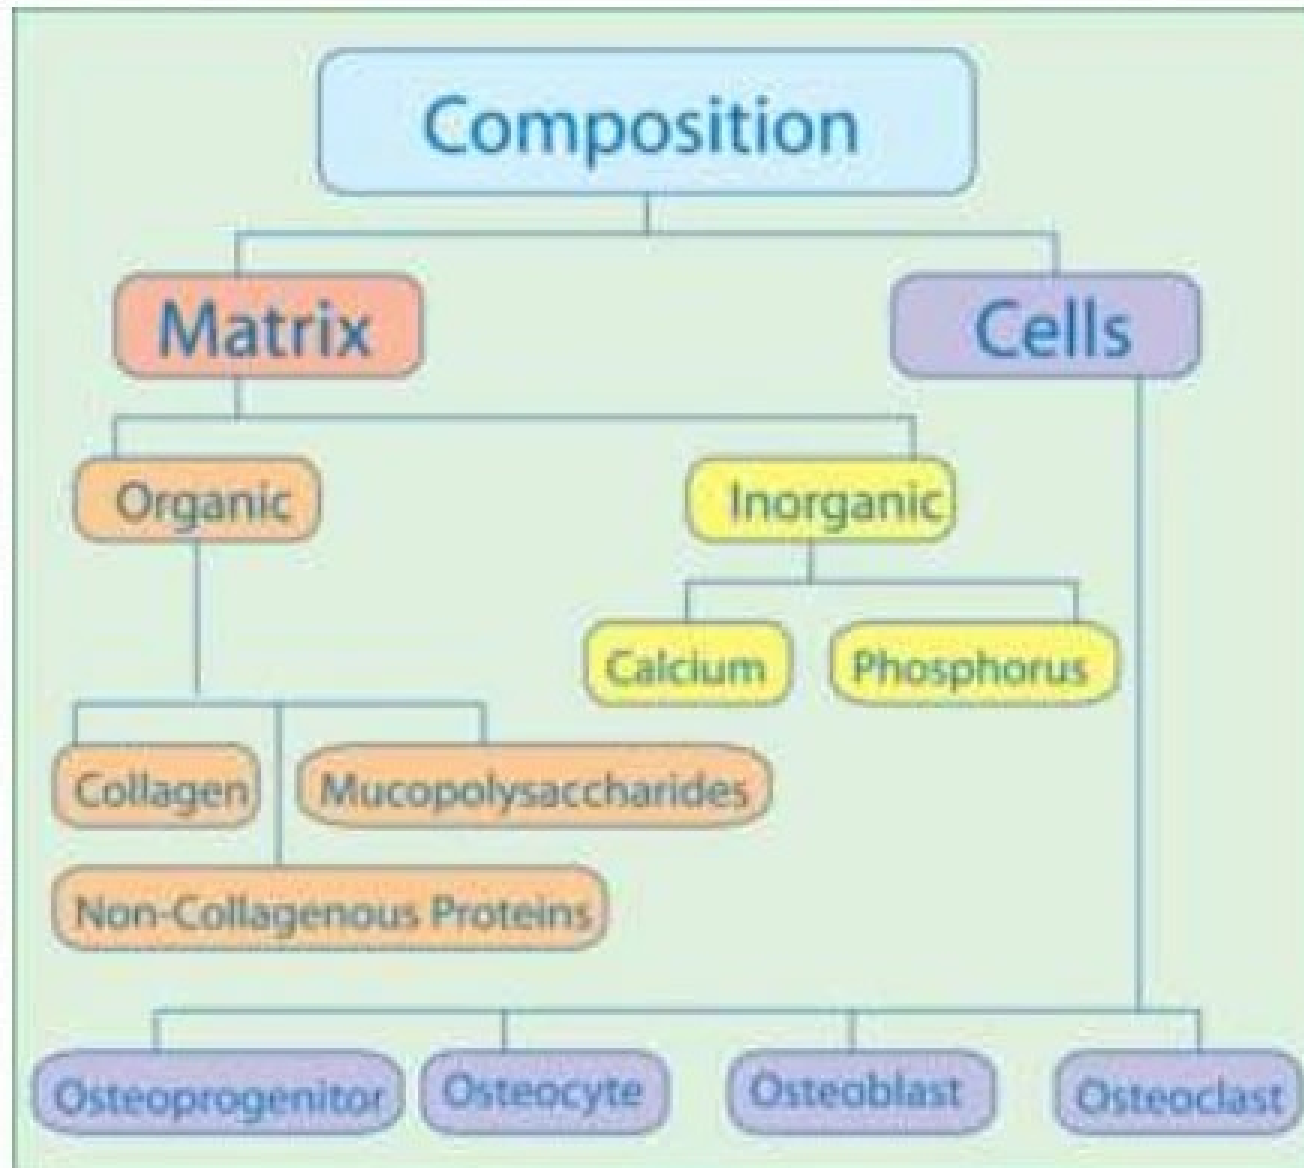 Composition
Matrix
Cells
Organic
Inorganic
Calcium
Phosphorus
Collagen
Mucopolysaccharides
Non-Collagenous Proteins
Osteoprogenitor
Osteocyte
Osteoblast
Osteoclast